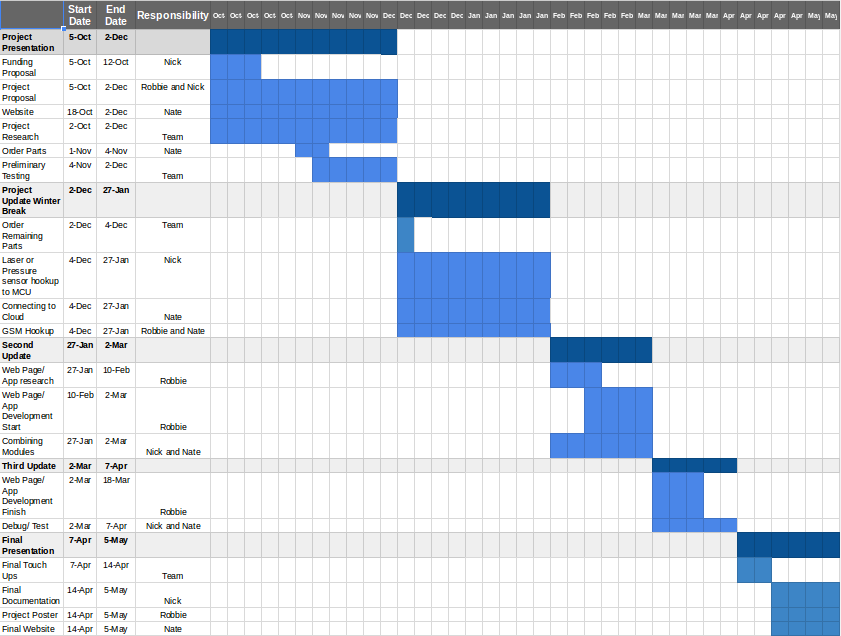 Start Date
End Date
Responsibility
Oct Oct Oct Oct Oct Nov Nov Nov Nov Nov Dec Dec Dec Dec Dec Jan Jan Jan Jan Jan Feb Feb Feb Feb Feb Mar Mar Mar Mar Mar Apr Apr Apr Apr Apr May May
Project 5-Oct 2-Dec
Presentation
Funding 5-Oct 12-Oct Nick
Proposal
Project 5-Oct 2-Dec Robbie and Nick
Proposal
Website 18-Oct 2-Dec Nate
Project 2-Oct 2-Dec
Research Team
Order Parts 1-Nov 4-Nov Nate
Preliminary 4-Nov 2-Dec
Testing Team
Project 2-Dec 27-Jan
Update Winter
Break
Order 2-Dec 4-Dec Team
Remaining
Parts
Laser or 4-Dec 27-Jan Nick
Pressure
sensor hookup
to MCU
Connecting to 4-Dec 27-Jan
Cloud Nate
GSM Hookup 4-Dec 27-Jan Robbie and Nate
Second 27-Jan 2-Mar
Update
Web Page/ 27-Jan 10-Feb
App research Robbie
Web Page/ 10-Feb 2-Mar
App
Development
Start Robbie
Combining 27-Jan 2-Mar
Modules Nick and Nate
Third Update 2-Mar 7-Apr
Web Page/ 2-Mar 18-Mar
App
Development
Finish Robbie
Debug/ Test 2-Mar 7-Apr Nick and Nate
Final 7-Apr 5-May
Presentation
Final Touch 7-Apr 14-Apr
Ups Team
Final 14-Apr 5-May
Documentation Nick
Project Poster 14-Apr 5-May Robbie
Final Website 14-Apr 5-May Nate